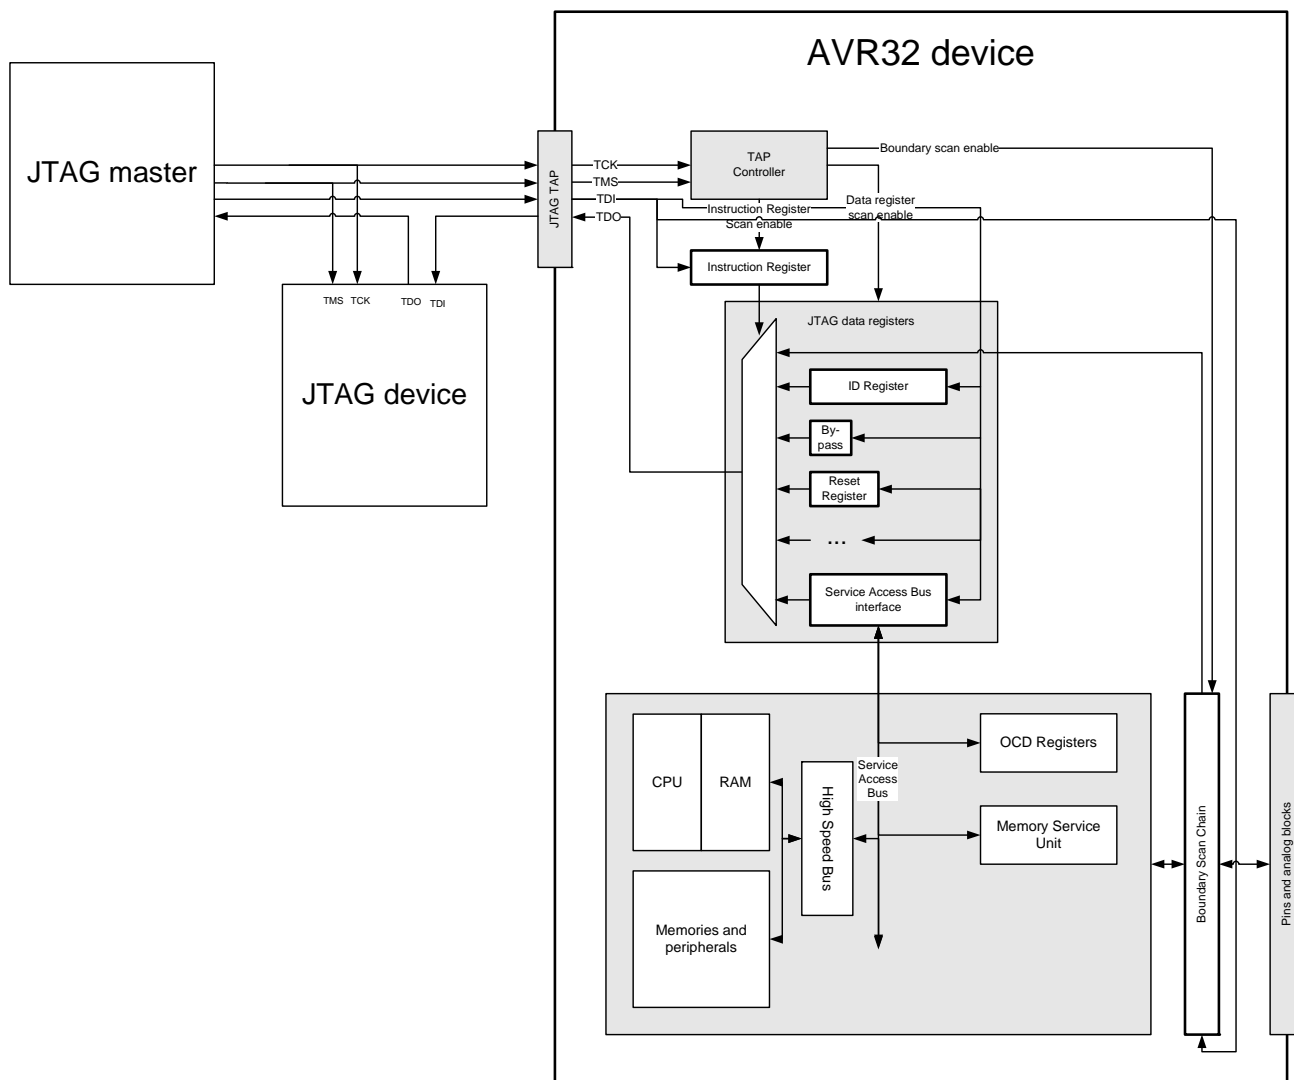 AVR32 device
JTAG master
JTAG TAP
TCK
TMS
TDI
TDO
TAP
Controller
Boundary scan enable
Instruction Register
Scan enable
Data register
scan enable
Instruction Register
TMS
TCK
TDO
TDI
JTAG device
JTAG data registers
ID Register
By-
pass
Reset
Register
...
Service Access Bus
interface
CPU
RAM
High Speed Bus
Service
Access
Bus
OCD Registers
Memory Service
Unit
Memories and
peripherals
Boundary Scan Chain
Pins and analog blocks